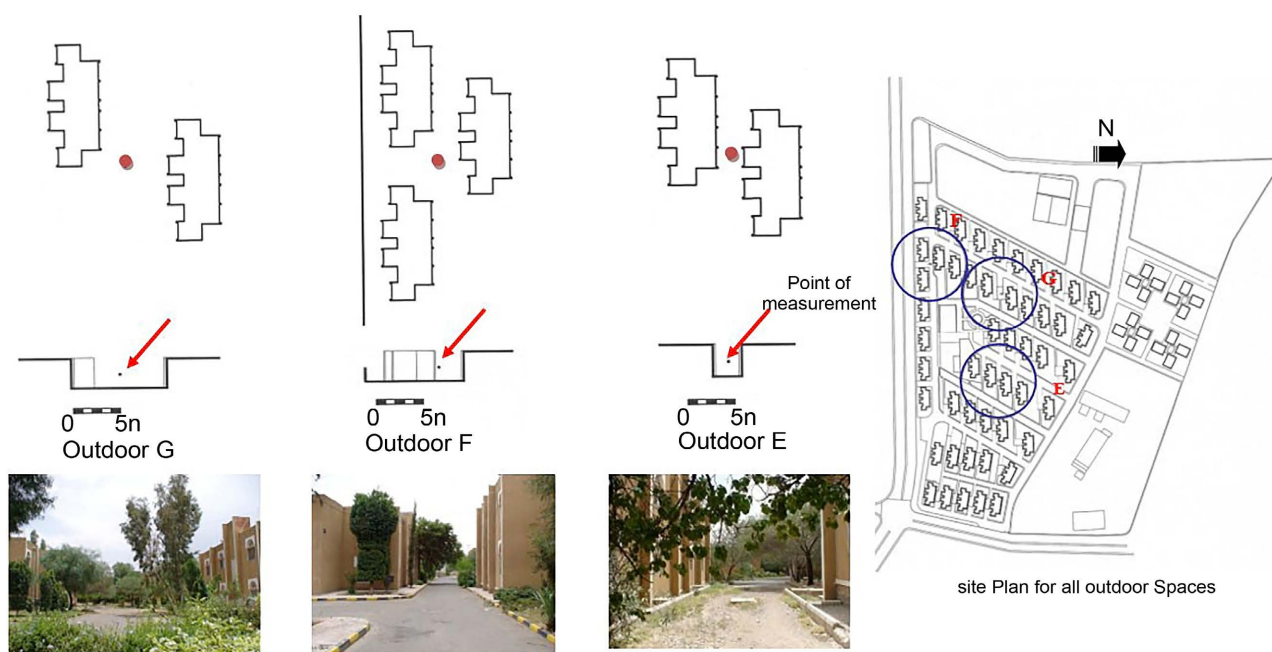 N
F
G
E
Point of
measurement
0 5n
Outdoor G
0 5n
Outdoor F
0 5n
Outdoor E
site Plan for all outdoor Spaces